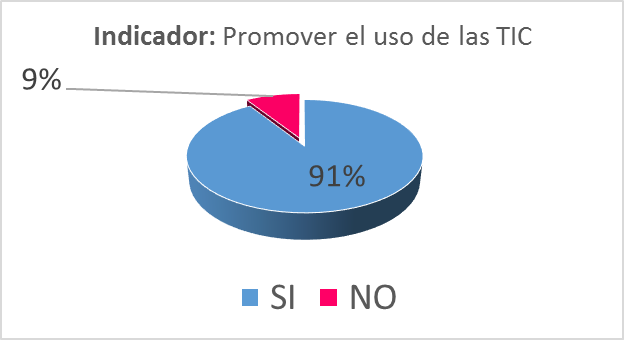 Indicador: Promover el uso de las TIC
9%
91%
SI NO